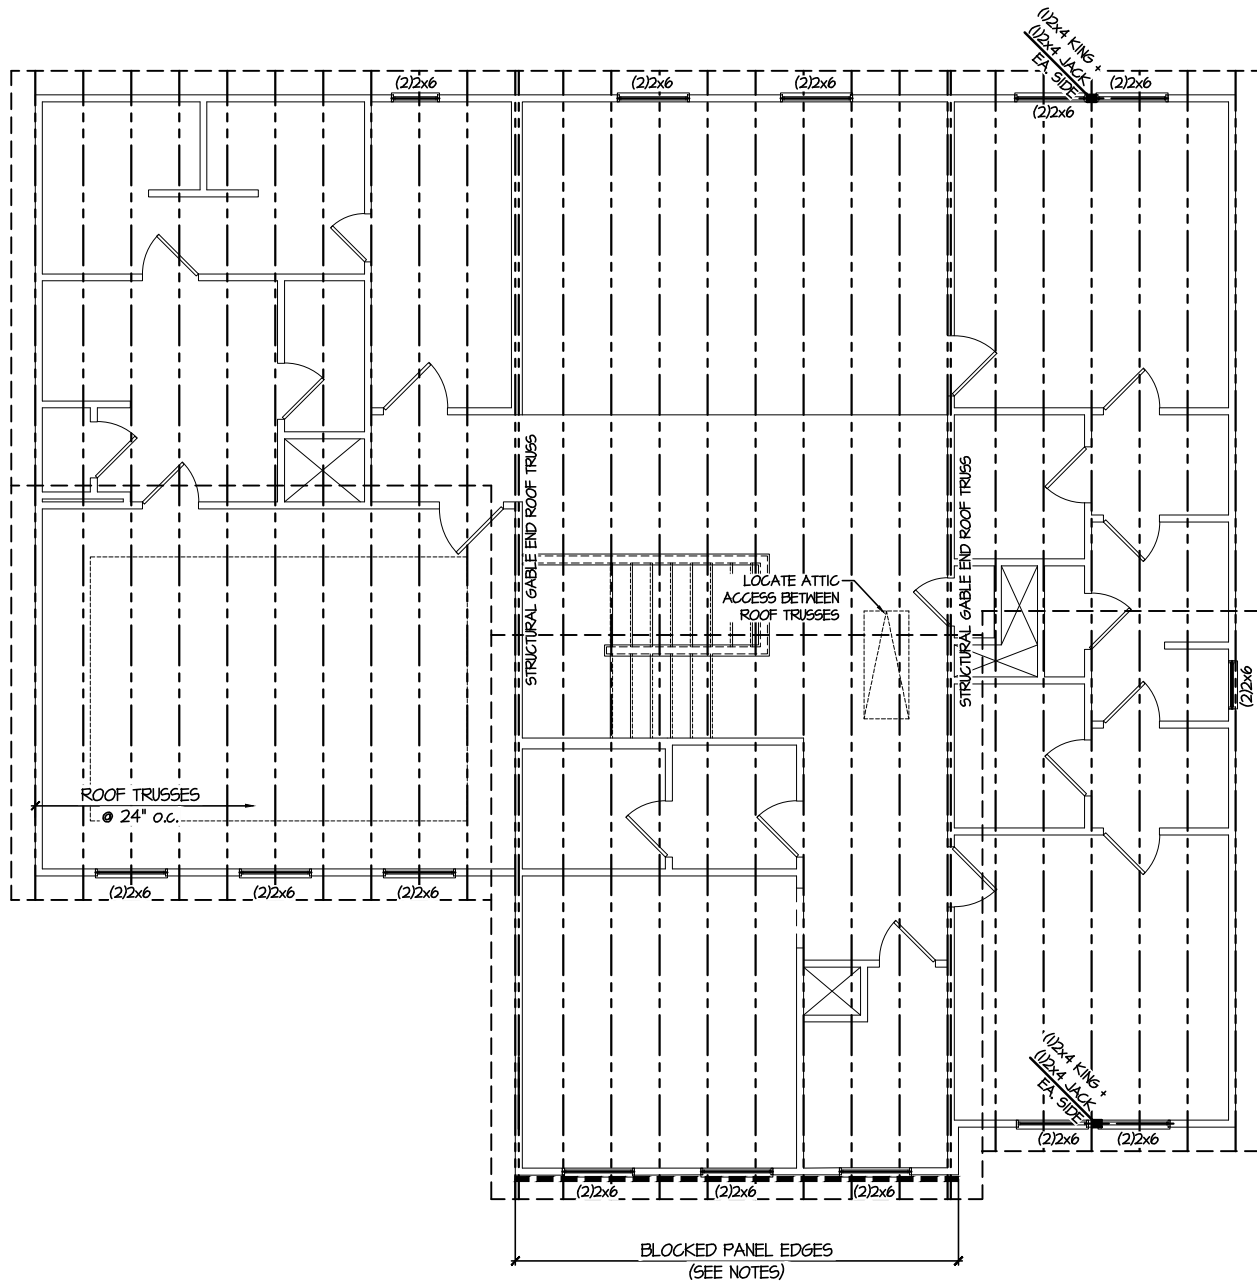 (1)2x4 KING +
(1)2x4 JACK
EA. SIDE
(2)2x6
(2)2x6
(2)2x6
(2)2x6
(2)2x6
STRUCTURAL GABLE END ROOF TRUSS
STRUCTURAL GABLE END ROOF TRUSS
LOCATE ATTIC
ACCESS BETWEEN
ROOF TRUSSES
(2)2x6
ROOF TRUSSES
@ 24" o.c.
(2)2x6
(2)2x6
(2)2x6
(1)2x4 KING +
(1)2x4 JACK
EA. SIDE
(2)2x6
(2)2x6
(2)2x6
(2)2x6
(2)2x6
BLOCKED PANEL EDGES
(SEE NOTES)